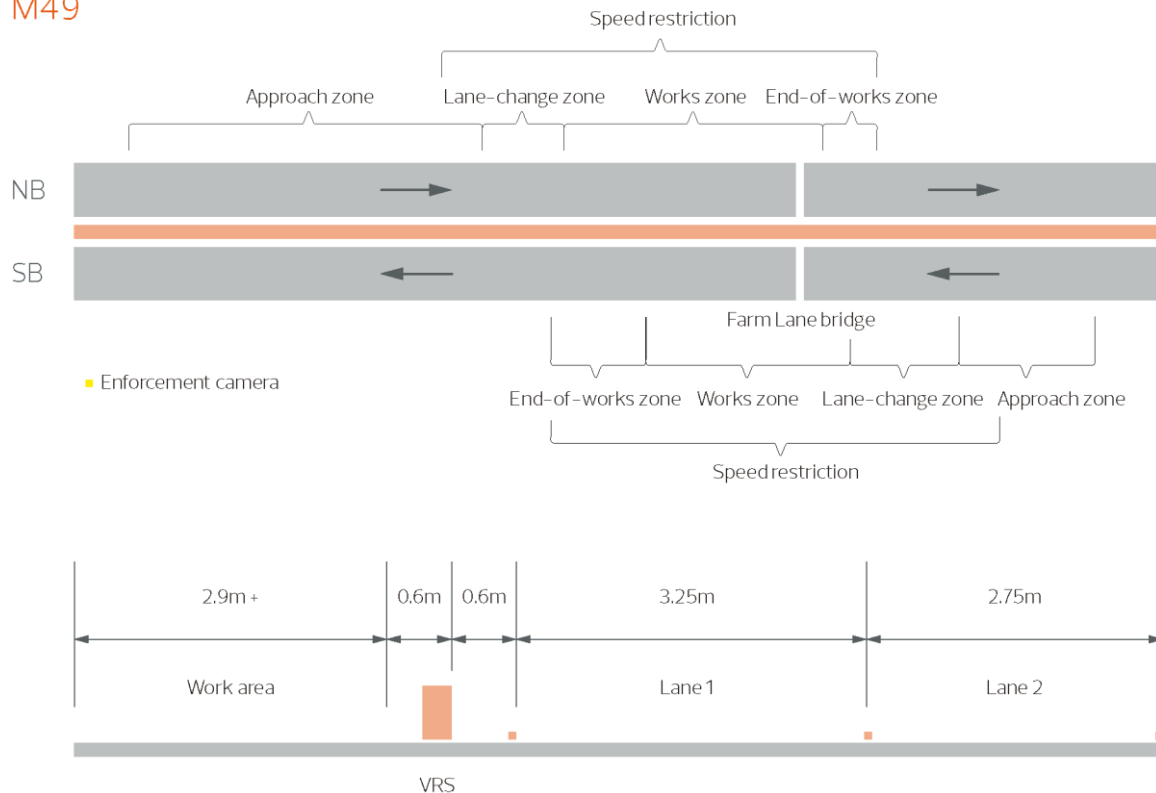 M49
Speed restriction
Approach zone
Lane-change zone
Works zone
End-of-works zone
NB
SB
Farm Lane bridge
Enforcement camera
End-of-works zone
Works zone
Lane-change zone
Approach zone
Speed restriction
2.9m +
0.6m
0.6m
3.25m
2.75m
Work area
Lane 1
Lane 2
VRS